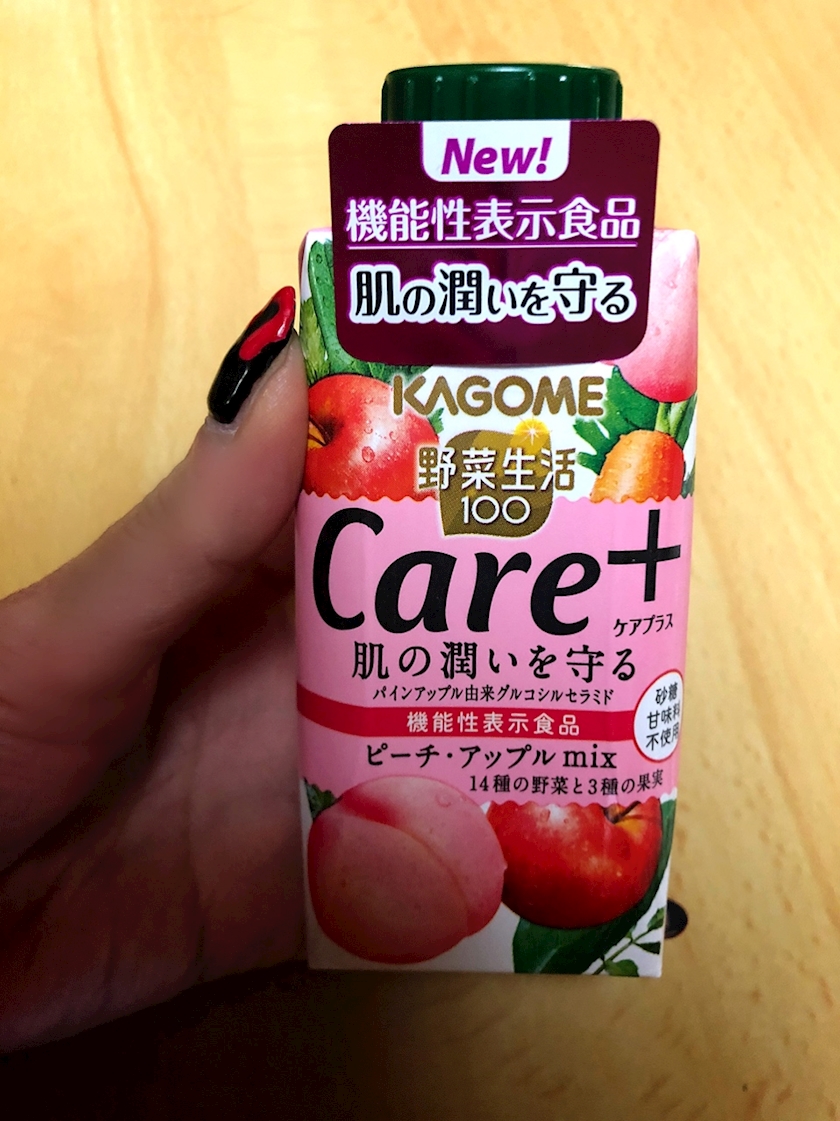 New!
機能性表示食品
肌の潤いを守る
KAGOME
野菜生活
100
Care+
ケアプラス
肌の潤いを守る
パインアップル由来グルコシルセラミド
機能性表示食品
砂糖
甘味料
不使用
ピーチ・アップルmix
14種の野菜と3種の果実